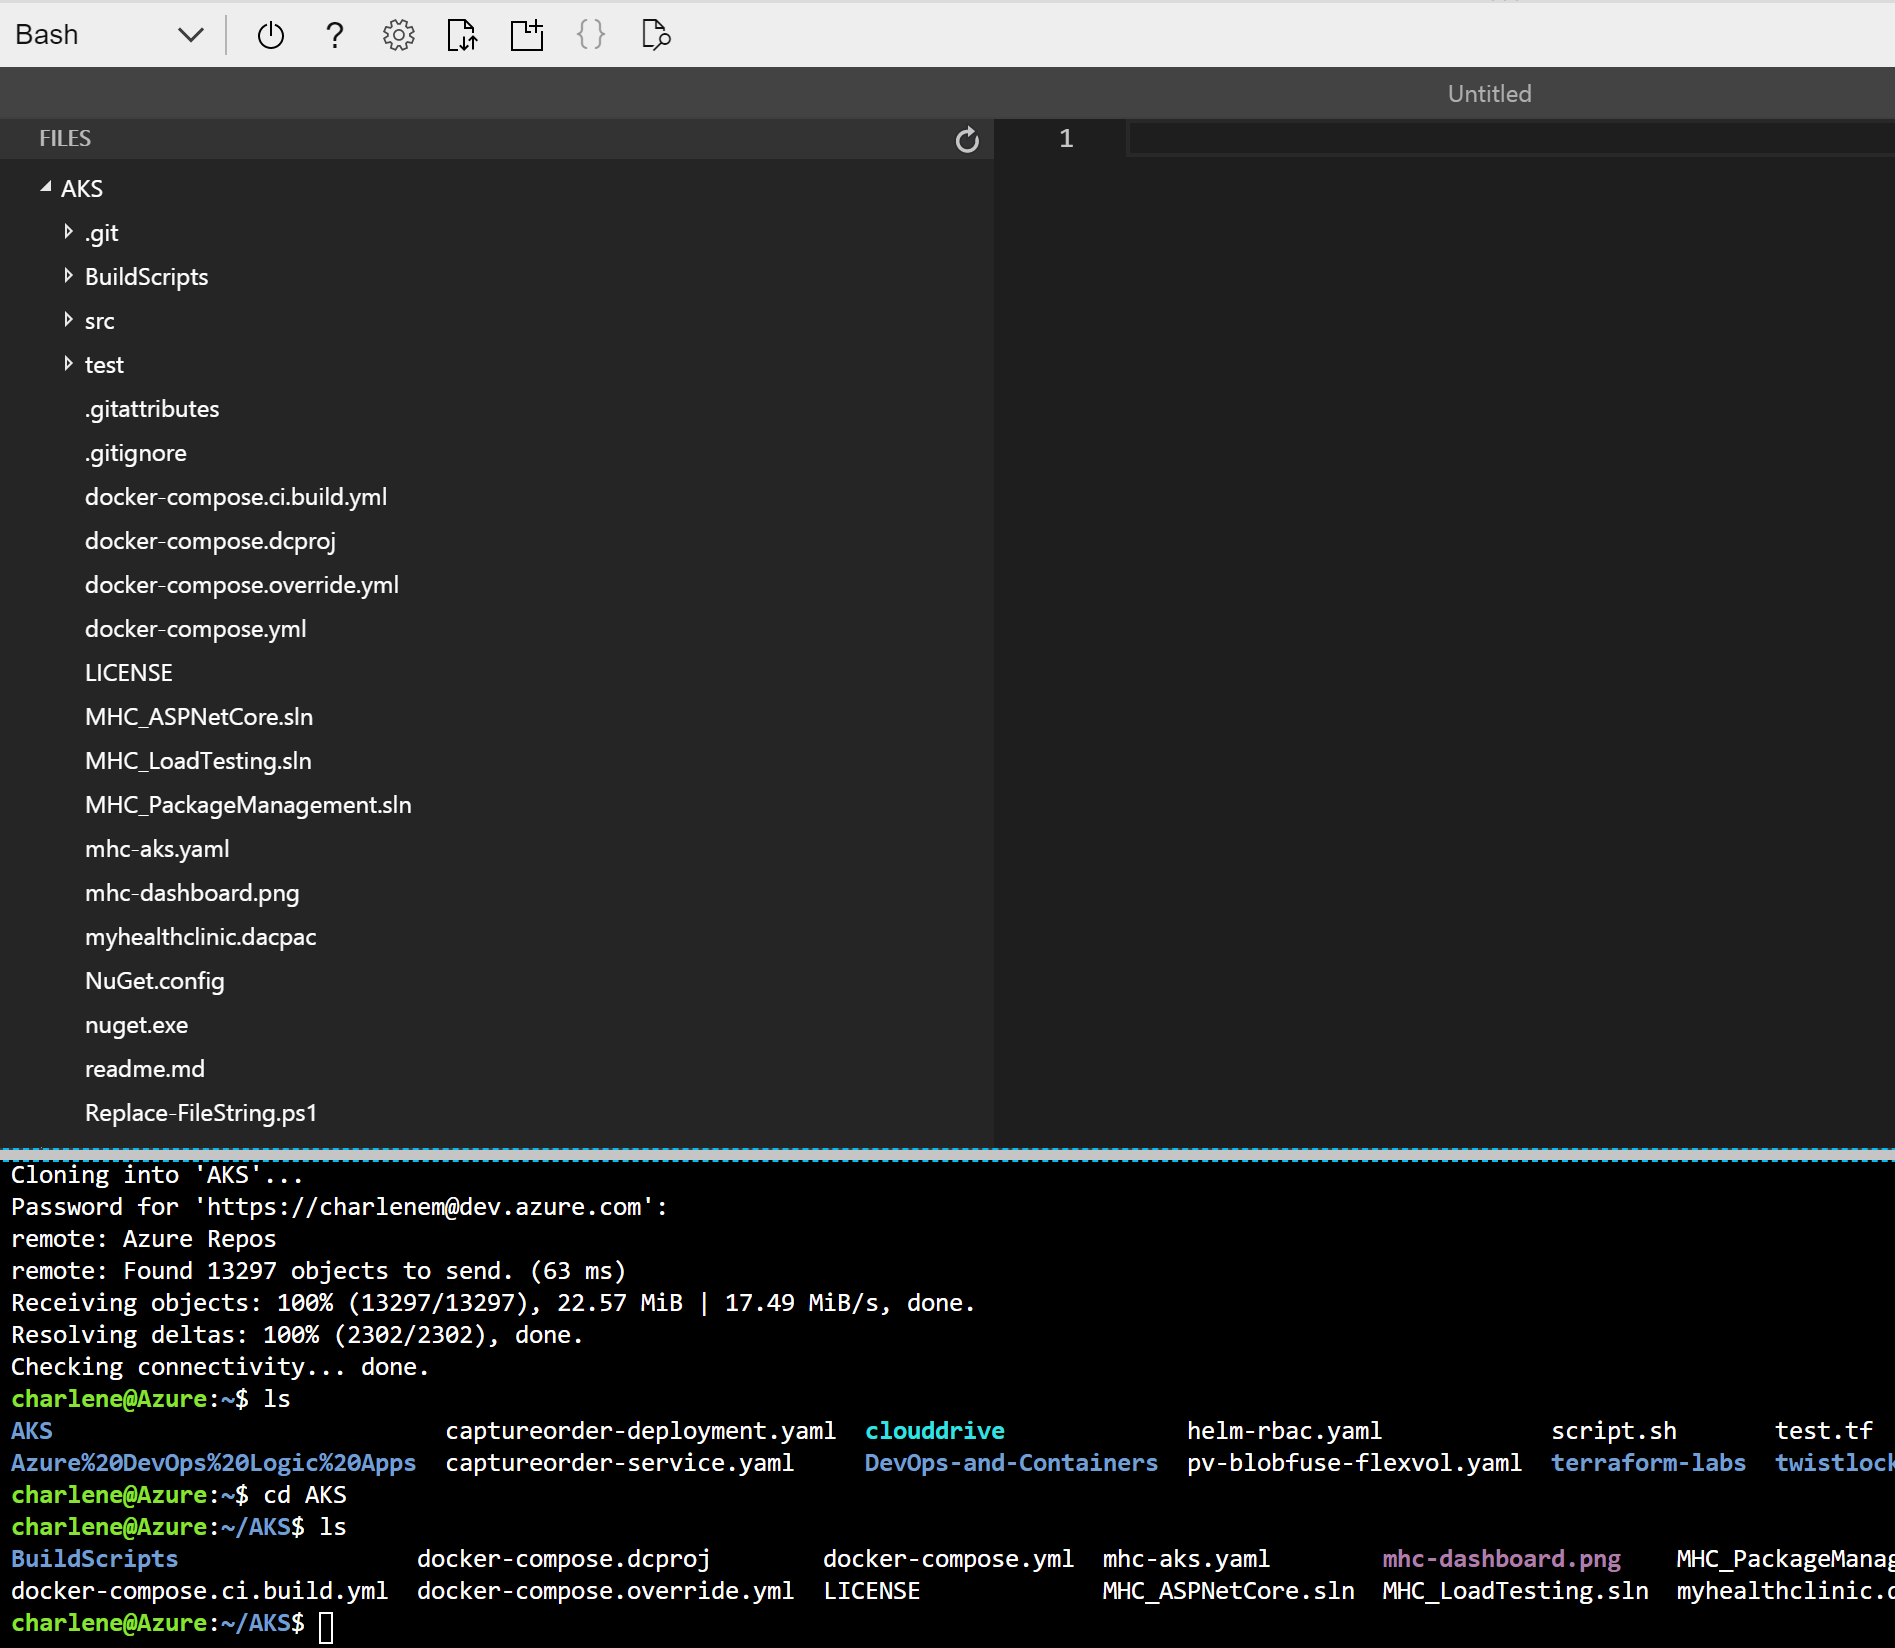 Bash
?
{}
Untitled
FILES
1
AKS
.git
BuildScripts
src
test
.gitattributes
.gitignore
docker-compose.ci.build.yml
docker-compose.dcproj
docker-compose.override.yml
docker-compose.yml
LICENSE
MHC_ASPNetCore.sln
MHC_LoadTesting.sln
MHC_PackageManagement.sln
mhc-aks.yaml
mhc-dashboard.png
myhealthclinic.dacpac
NuGet.config
nuget.exe
readme.md
Replace-FileString.ps1
Cloning into 'AKS'...
Password for 'https://charlenem@dev.azure.com':
remote: Azure Repos
remote: Found 13297 objects to send. (63 ms)
Receiving objects: 100% (13297/13297), 22.57 MiB | 17.49 MiB/s, done.
Resolving deltas: 100% (2302/2302), done.
Checking connectivity... done.
charlene@Azure:~$ ls
AKS captureorder-deployment.yaml clouddrive helm-rbac.yaml script.sh test.tf
Azure%20DevOps%20Logic%20Apps captureorder-service.yaml DevOps-and-Containers pv-blobfuse-flexvol.yaml terraform-labs twistlock
charlene@Azure:~$ cd AKS
charlene@Azure:~/AKS$ ls
BuildScripts docker-compose.dcproj docker-compose.yml mhc-aks.yaml mhc-dashboard.png MHC_PackageManag
docker-compose.ci.build.yml docker-compose.override.yml LICENSE MHC_ASPNetCore.sln MHC_LoadTesting.sln myhealthclinic.d
charlene@Azure:~/AKS$